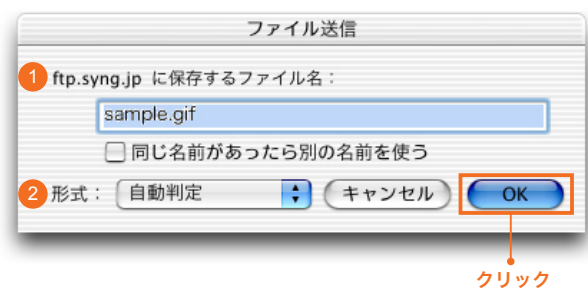 ファイル送信
1 ftp.syng.jp に保存するファイル名：
sample.gif
同じ名前があったら別の名前を使う
2 形式： 自動判定 キャンセル OK
クリック